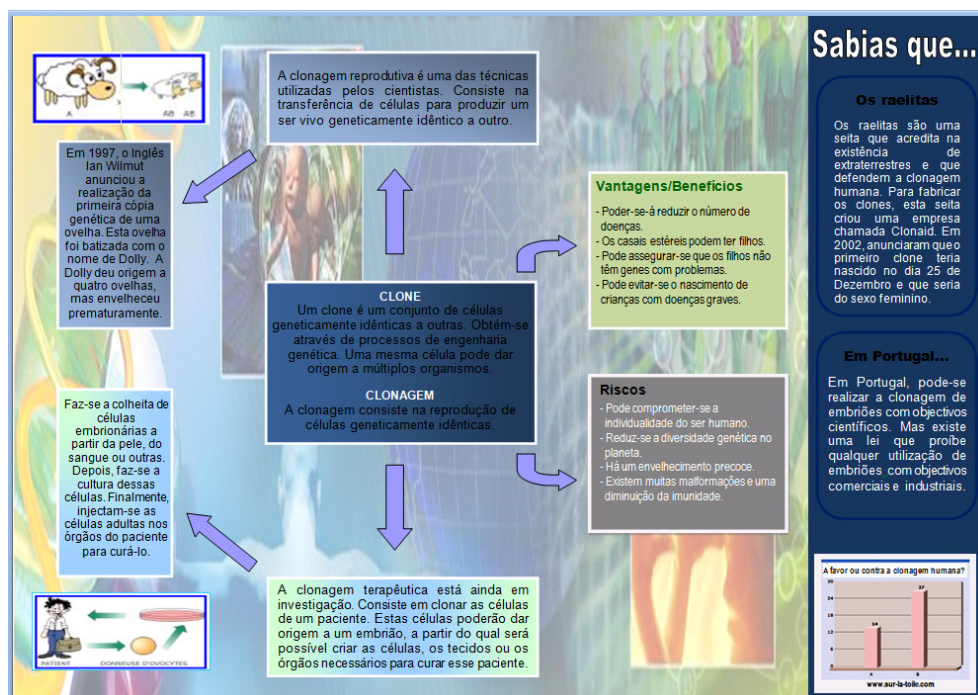 A AB AB
A clonagem reprodutiva é uma das técnicas
utilizadas pelos cientistas. Consiste na
transferência de células para produzir um
ser vivo geneticamente idêntico a outro.
Em 1997, o Inglês
Ian Wilmut
anunciou a
realização da
primeira cópia
genética de uma
ovelha. Esta ovelha
foi batizada com o
nome de Dolly. A
Dolly deu origem a
quatro ovelhas,
mas envelheceu
prematuramente.
CLONE
Um clone é um conjunto de células
geneticamente idênticas a outras. Obtém-se
através de processos de engenharia
genética. Uma mesma célula pode dar
origem a múltiplos organismos.
CLONAGEM
A clonagem consiste na reprodução de
células geneticamente idênticas.
Vantagens/Benefícios
- Poder-se-á reduzir o número de
doenças.
- Os casais estéreis podem ter filhos.
- Pode assegurar-se que os filhos não
têm genes com problemas.
- Pode evitar-se o nascimento de
crianças com doenças graves.
Riscos
- Pode comprometer-se a
individualidade do ser humano.
- Reduz-se a diversidade genética no
planeta.
- Há um envelhecimento precoce.
- Existem muitas malformações e uma
diminuição da imunidade.
Faz-se a colheita de
células
embrionárias a
partir da pele, do
sangue ou outras.
Depois, faz-se a
cultura dessas
células. Finalmente,
injectam-se as
células adultas nos
órgãos do paciente
para curá-lo.
A clonagem terapêutica está ainda em
investigação. Consiste em clonar as células
de um paciente. Estas células poderão dar
origem a um embrião, a partir do qual será
possível criar as células, os tecidos ou os
órgãos necessários para curar esse paciente.
PATIENT DONNEUSE D'OVOCYTES
Sabias que...
Os raelitas
Os raelitas são uma
seita que acredita na
existência de
extraterrestres e que
defendem a clonagem
humana. Para fabricar
os clones, esta seita
criou uma empresa
chamada Clonaid. Em
2002, anunciaram que o
primeiro clone teria
nascido no dia 25 de
Dezembro e que seria
do sexo feminino.
Em Portugal...
Em Portugal, pode-se
realizar a clonagem de
embriões com objectivos
científicos. Mas existe
uma lei que proíbe
qualquer utilização de
embriões com objectivos
comerciais e industriais.
A favor ou contra a clonagem humana?
30
24
18
12
6
0
14
27
A B
www.sur-la-toile.com